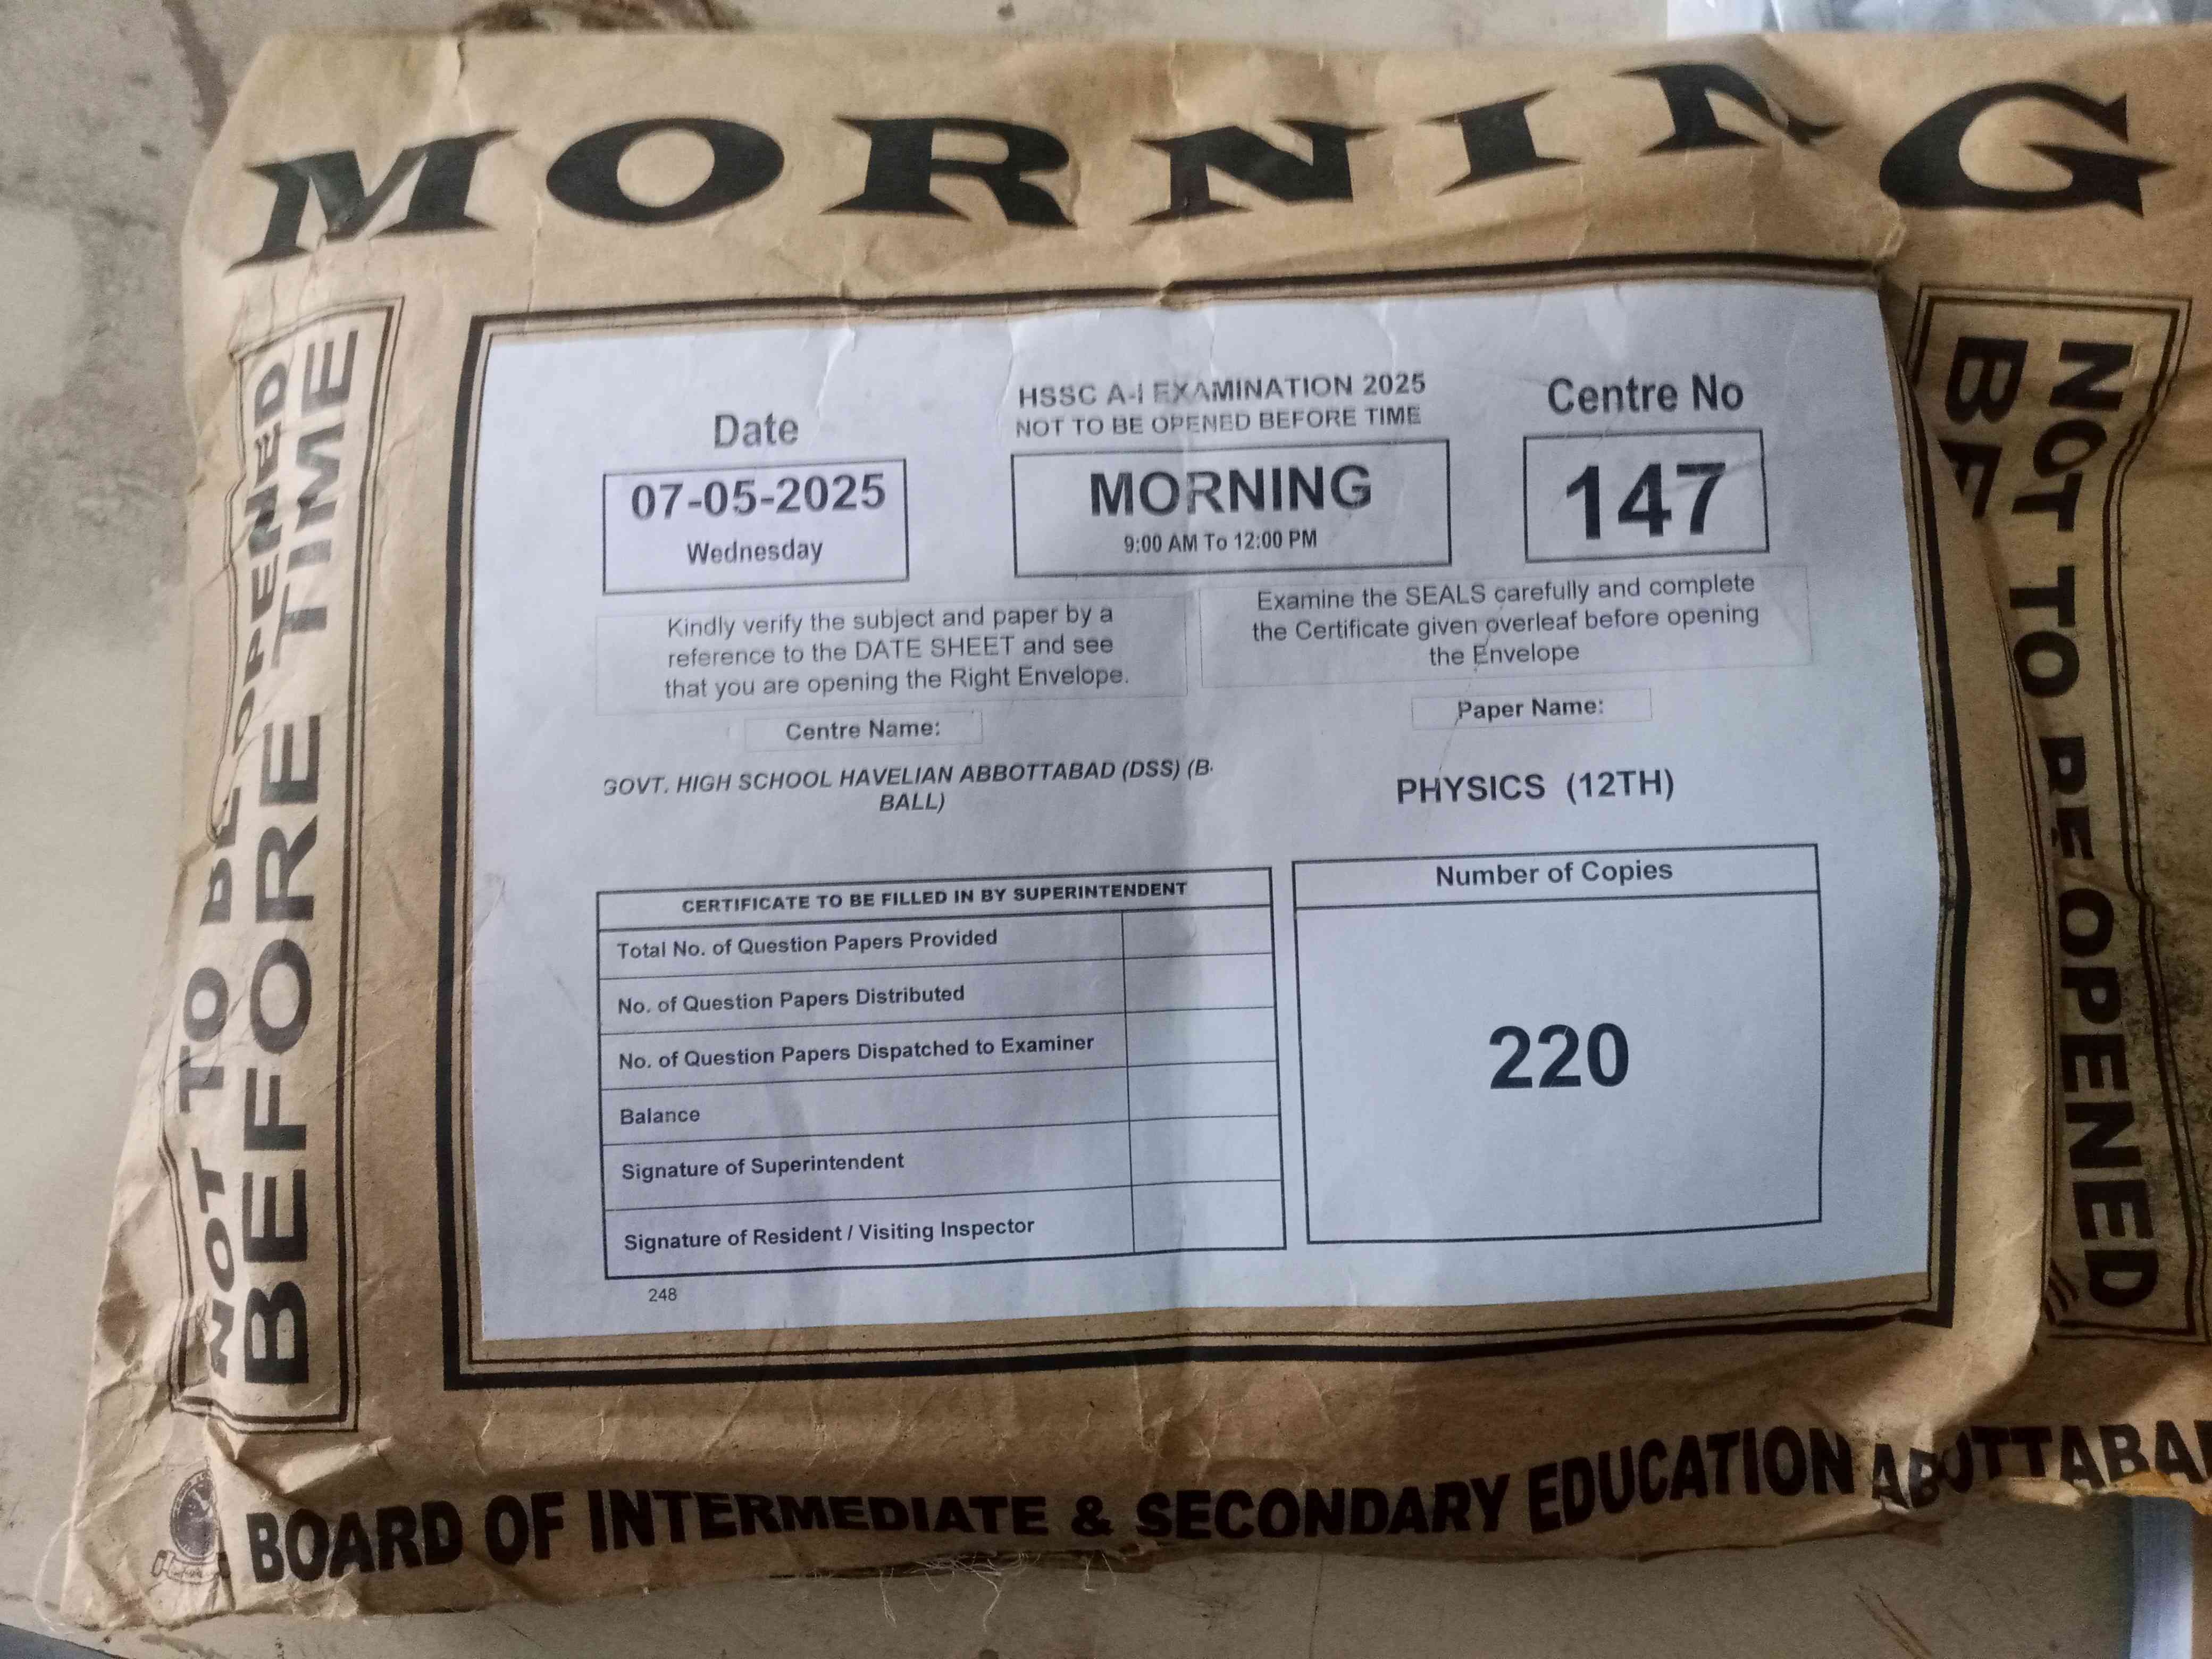 MORNING
NOT TO BE OPENED
BEFORE TIME
Date
07-05-2025
Wednesday
HSSC A-I EXAMINATION 2025
NOT TO BE OPENED BEFORE TIME
MORNING
9:00 AM To 12:00 PM
Centre No
147
Kindly verify the subject and paper by a
reference to the DATE SHEET and see
that you are opening the Right Envelope.
Examine the SEALS carefully and complete
the Certificate given overleaf before opening
the Envelope
Centre Name:
GOVT. HIGH SCHOOL HAVELIAN ABBOTTABAD (DSS) (B-
BALL)
Paper Name:
PHYSICS (12TH)
CERTIFICATE TO BE FILLED IN BY SUPERINTENDENT
Total No. of Question Papers Provided
No. of Question Papers Distributed
No. of Question Papers Dispatched to Examiner
Balance
Signature of Superintendent
Signature of Resident / Visiting Inspector
Number of Copies
220
248
NOT TO BE OPENED
BEF
BOARD OF INTERMEDIATE & SECONDARY EDUCATION ABOTTABA